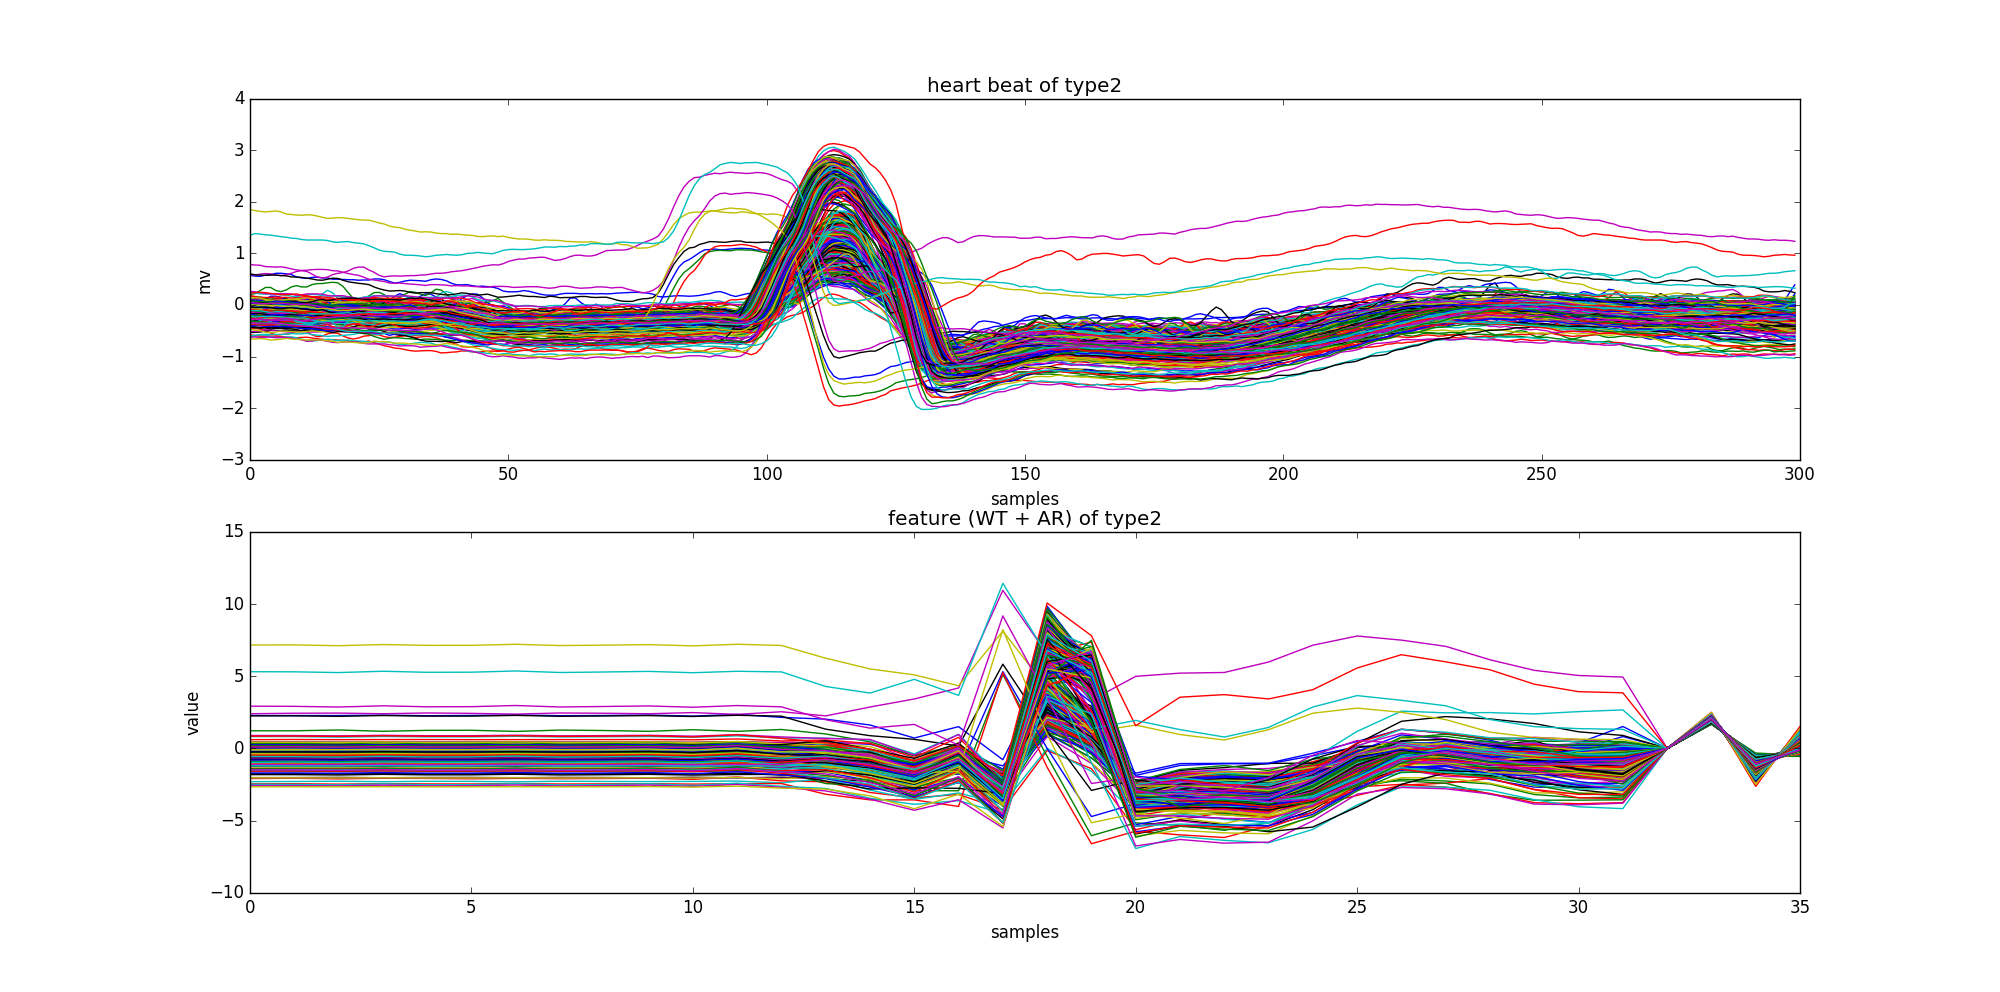 heart beat of type2
4
3
2
1
0
−1
−2
−3
mv
0 50 100 150 200 250 300
samples
feature (WT + AR) of type2
15
10
5
0
−5
−10
value
0 5 10 15 20 25 30 35
samples